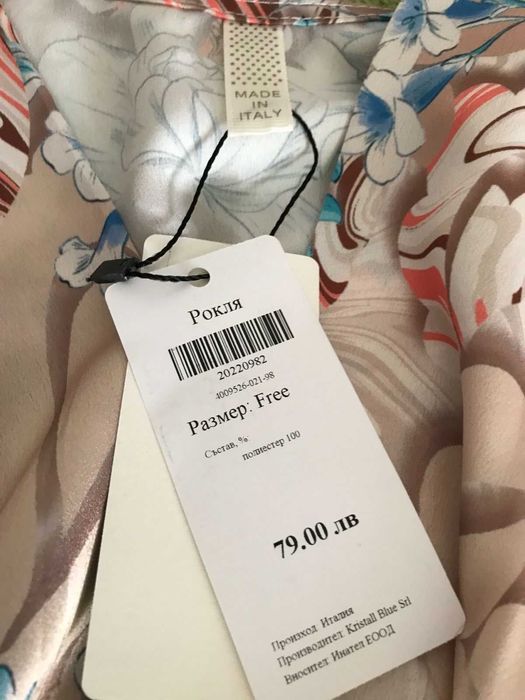 MADE
IN
ITALY
Рокля
20220982
4009526-021-98
Размер: Free
Състав,%:
полиестер 100
79.00 лв
Произход: Италия
Производител: Kristall Blue Srl
Вносител: Инател ЕООД